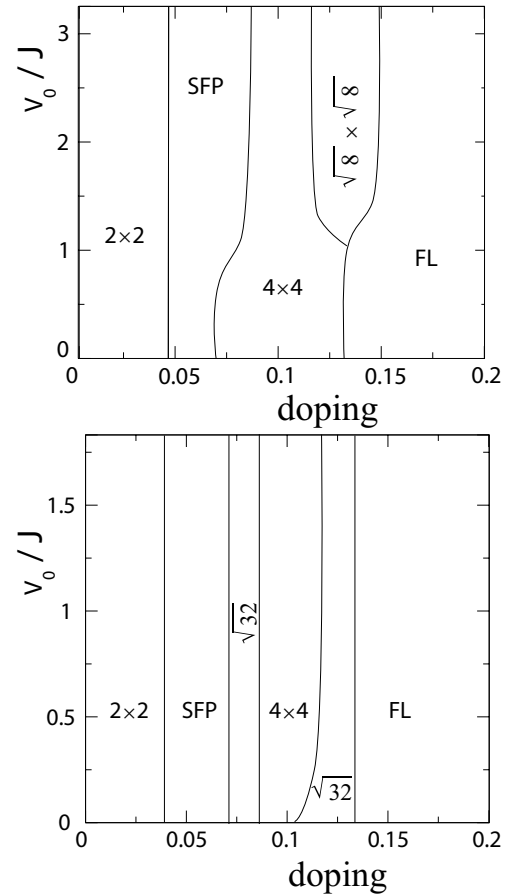 V₀ / J
3
2
1
0
SFP
2×2
4×4
√8 × √8
FL
0 0.05 0.1 0.15 0.2
doping
V₀ / J
1.5
1
0.5
0
√32
2×2 SFP 4×4 FL
√32
0 0.05 0.1 0.15 0.2
doping